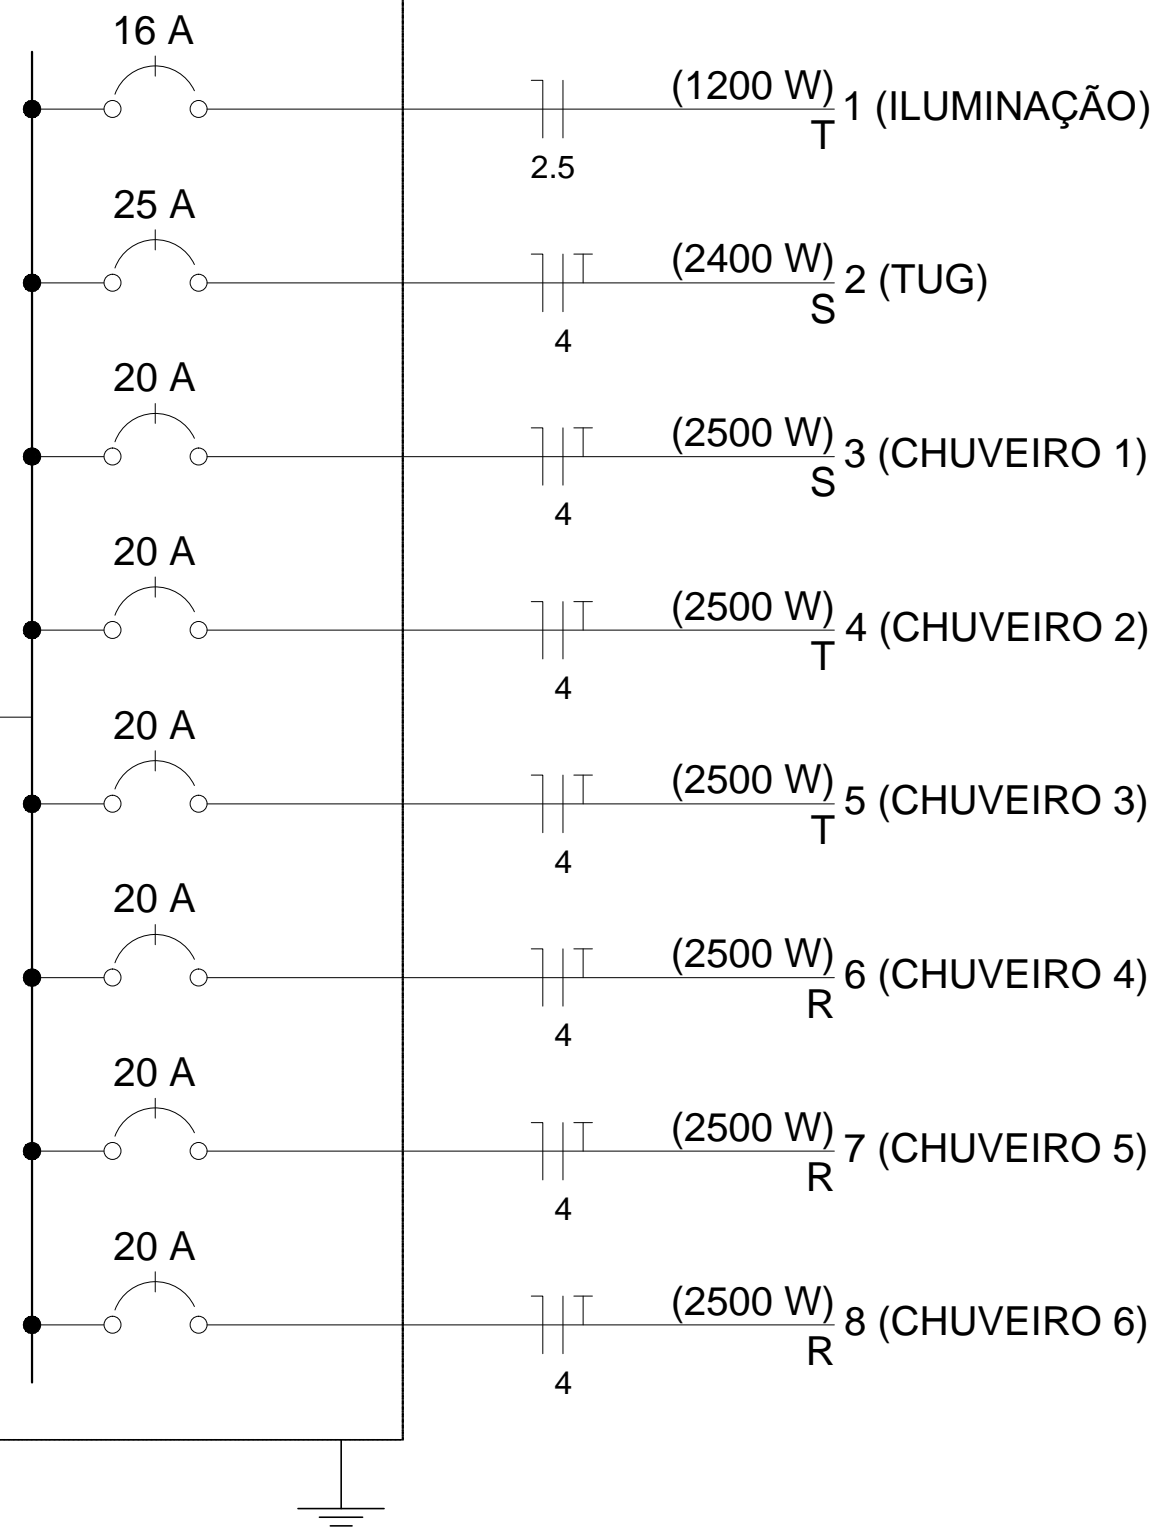 16 A
(1200 W)
1 (ILUMINAÇÃO)
T
2.5
25 A
(2400 W)
2 (TUG)
S
4
20 A
(2500 W)
3 (CHUVEIRO 1)
S
4
20 A
(2500 W)
4 (CHUVEIRO 2)
T
4
20 A
(2500 W)
5 (CHUVEIRO 3)
T
4
20 A
(2500 W)
6 (CHUVEIRO 4)
R
4
20 A
(2500 W)
7 (CHUVEIRO 5)
R
4
20 A
(2500 W)
8 (CHUVEIRO 6)
R
4